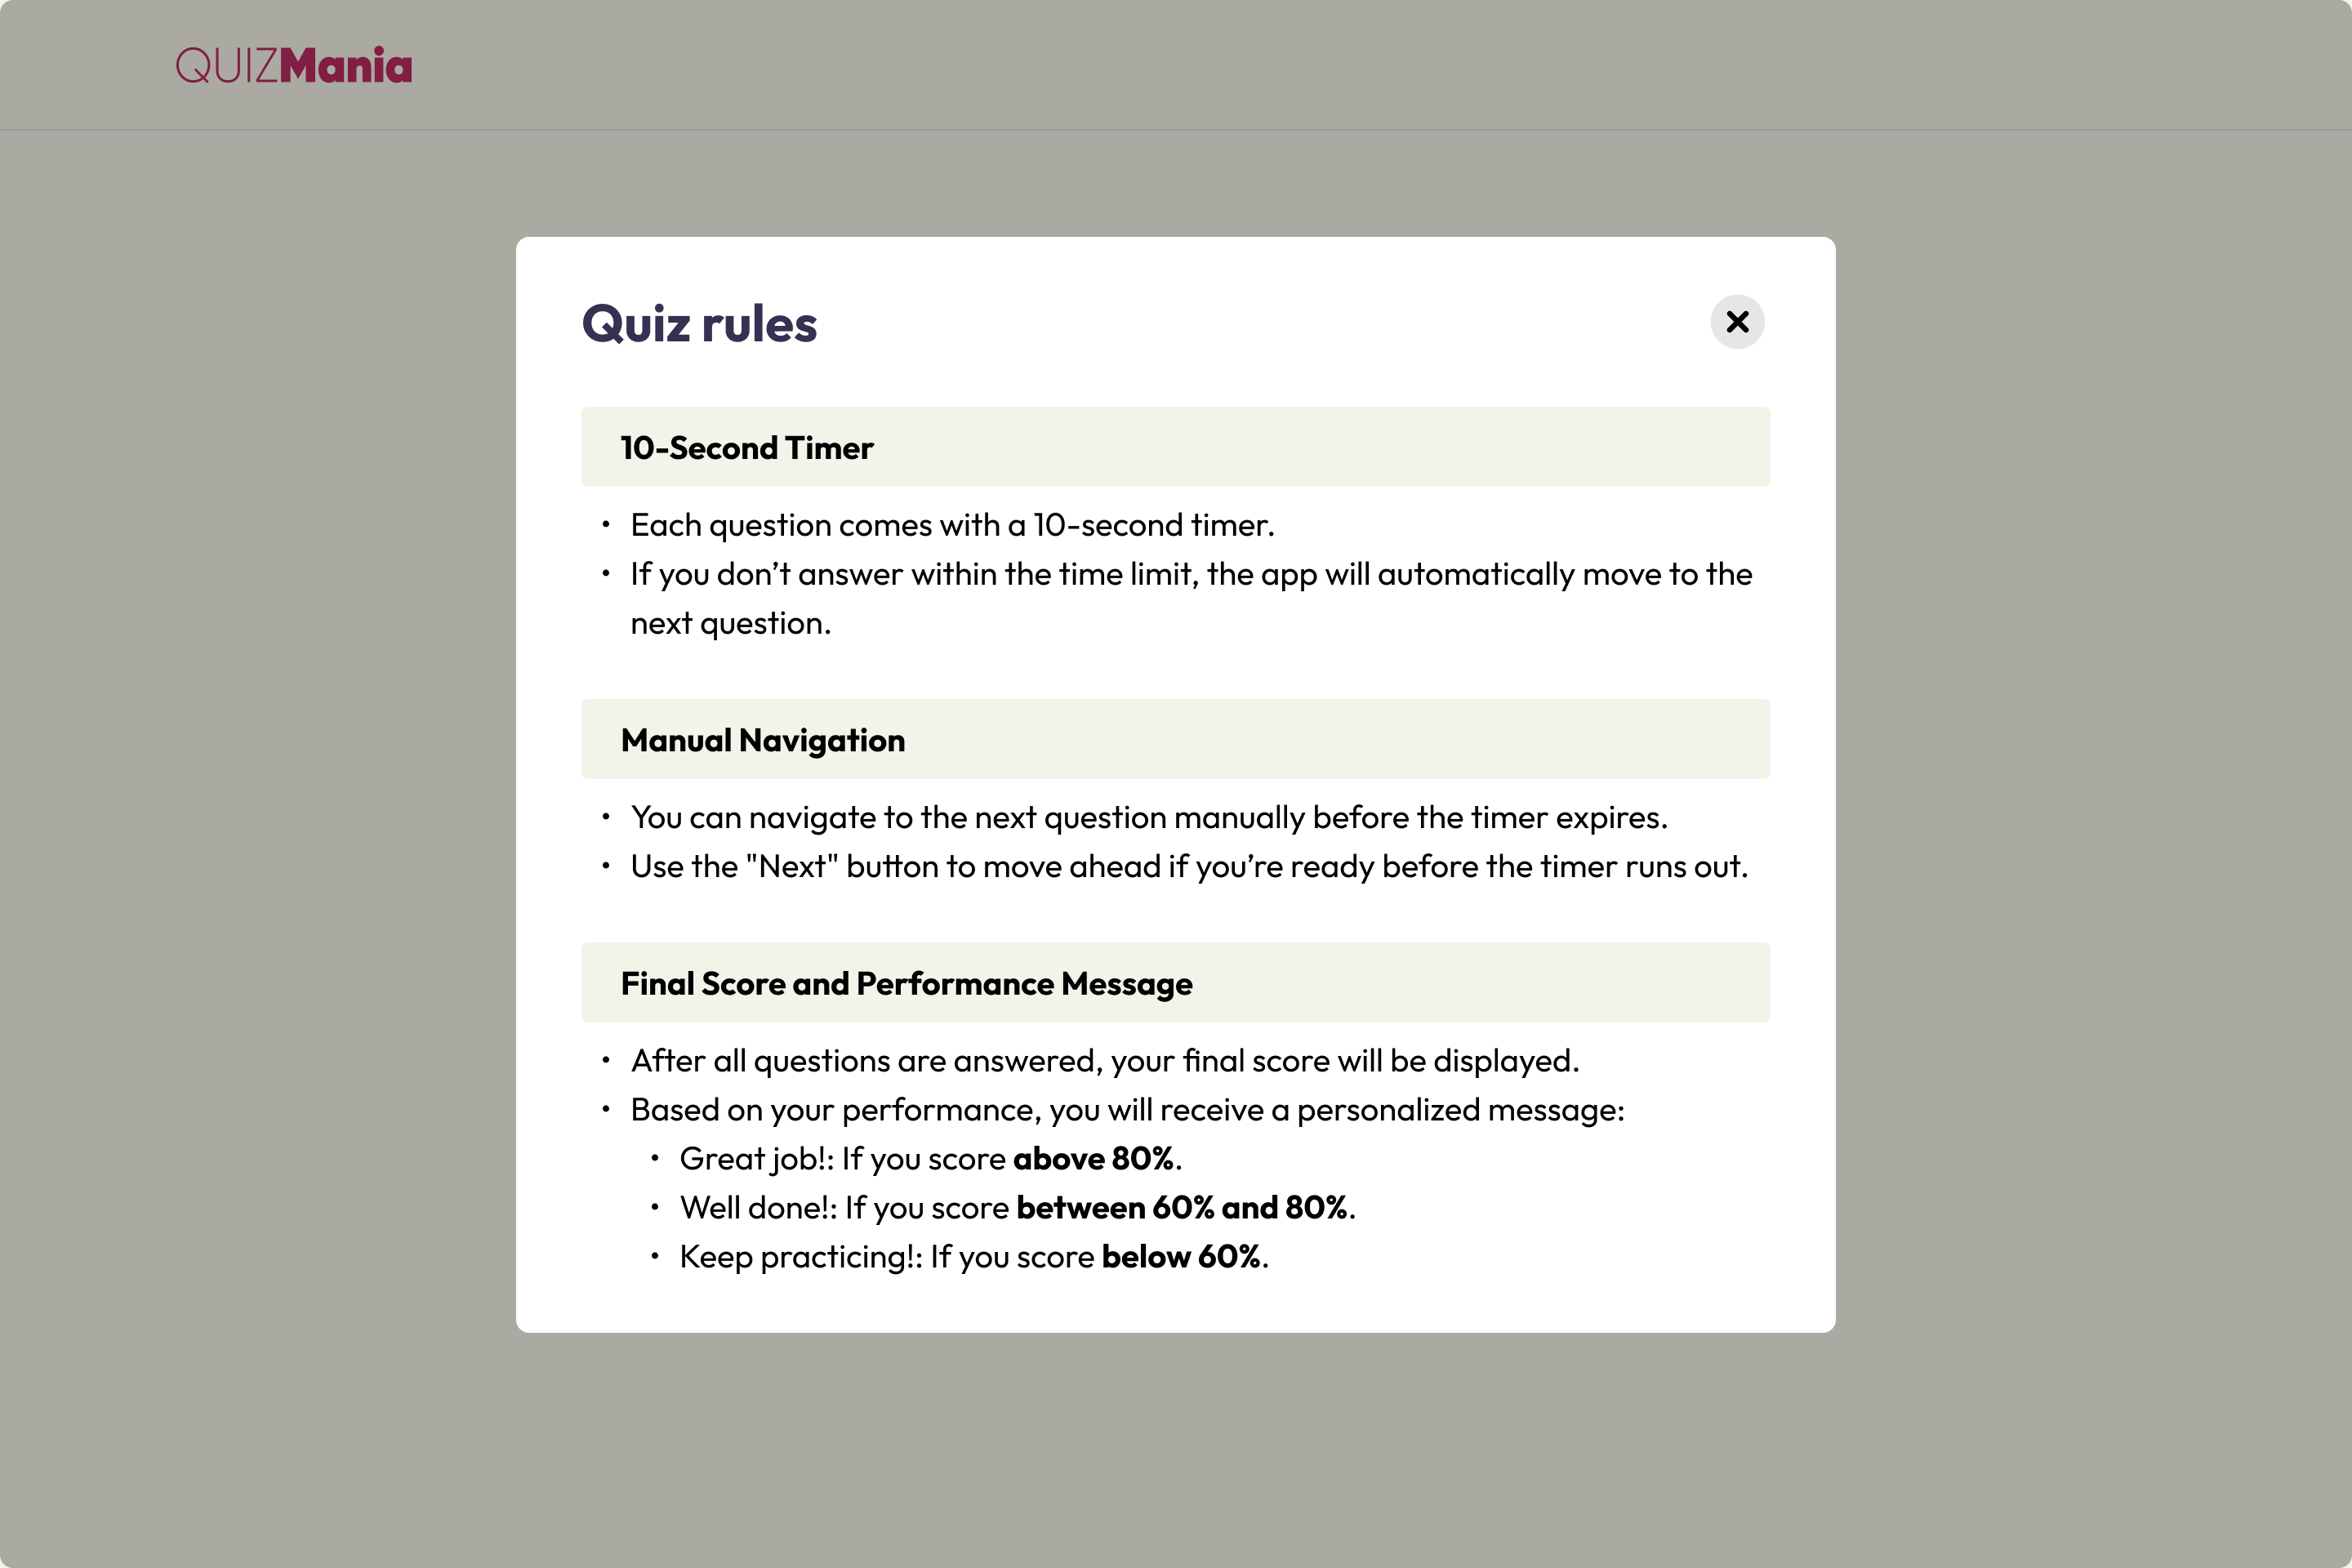 QUIZMania
Quiz rules
10-Second Timer
• Each question comes with a 10-second timer.
• If you don’t answer within the time limit, the app will automatically move to the
next question.
Manual Navigation
• You can navigate to the next question manually before the timer expires.
• Use the "Next" button to move ahead if you’re ready before the timer runs out.
Final Score and Performance Message
• After all questions are answered, your final score will be displayed.
• Based on your performance, you will receive a personalized message:
• Great job!: If you score above 80%.
• Well done!: If you score between 60% and 80%.
• Keep practicing!: If you score below 60%.